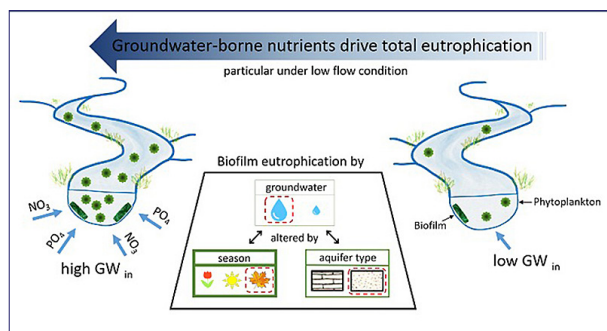 Groundwater-borne nutrients drive total eutrophication
particular under low flow condition
Biofilm eutrophication by
groundwater
altered by
season
aquifer type
NO3
PO4
NO3
PO4
high GW in
Phytoplankton
Biofilm
low GW in